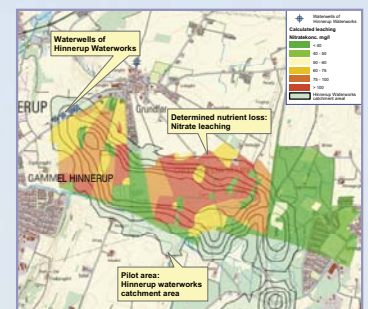 Waterwells of
Hinnerup Waterworks
Waterwells of
Hinnerup Waterworks
Calculated leaching
Nitratekonc. mg/l
< 40
40 - 50
50 - 60
60 - 75
75 - 100
> 100
Hinnerup Waterworks
catchment areal
ERUP
Grundfør
Determined nutrient loss:
Nitrate leaching
GAMMEL HINNERUP
Pilot area:
Hinnerup waterworks
catchment area